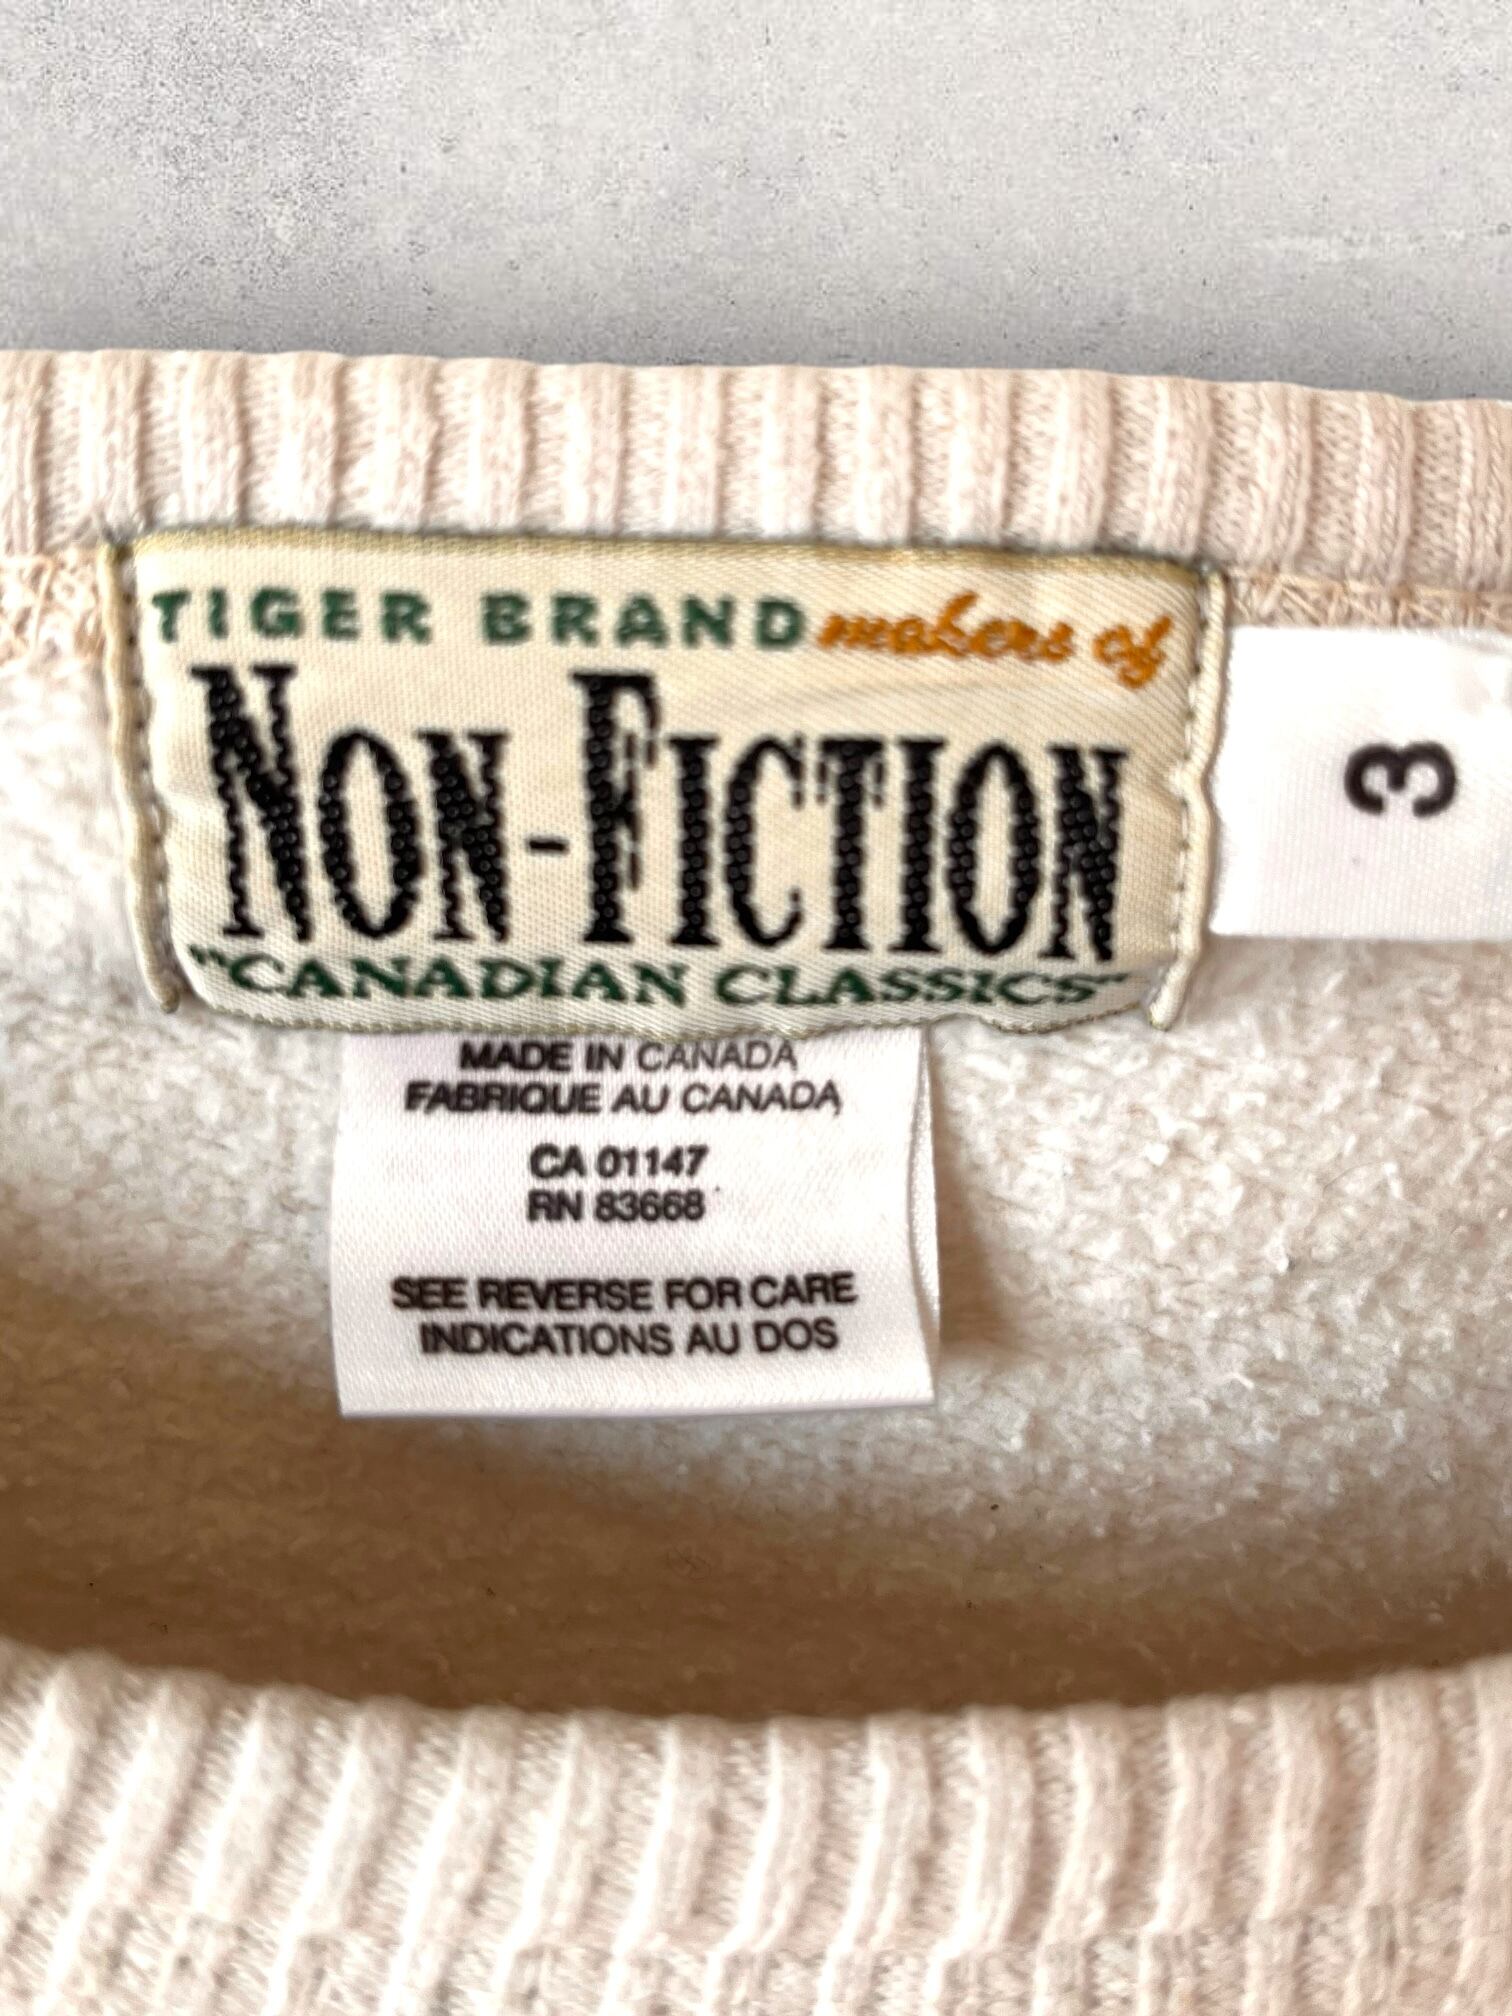 TIGER BRAND makers of
NON-FICTION
"CANADIAN CLASSICS"
3
MADE IN CANADA
FABRIQUE AU CANADA
CA 01147
RN 83668
SEE REVERSE FOR CARE
INDICATIONS AU DOS